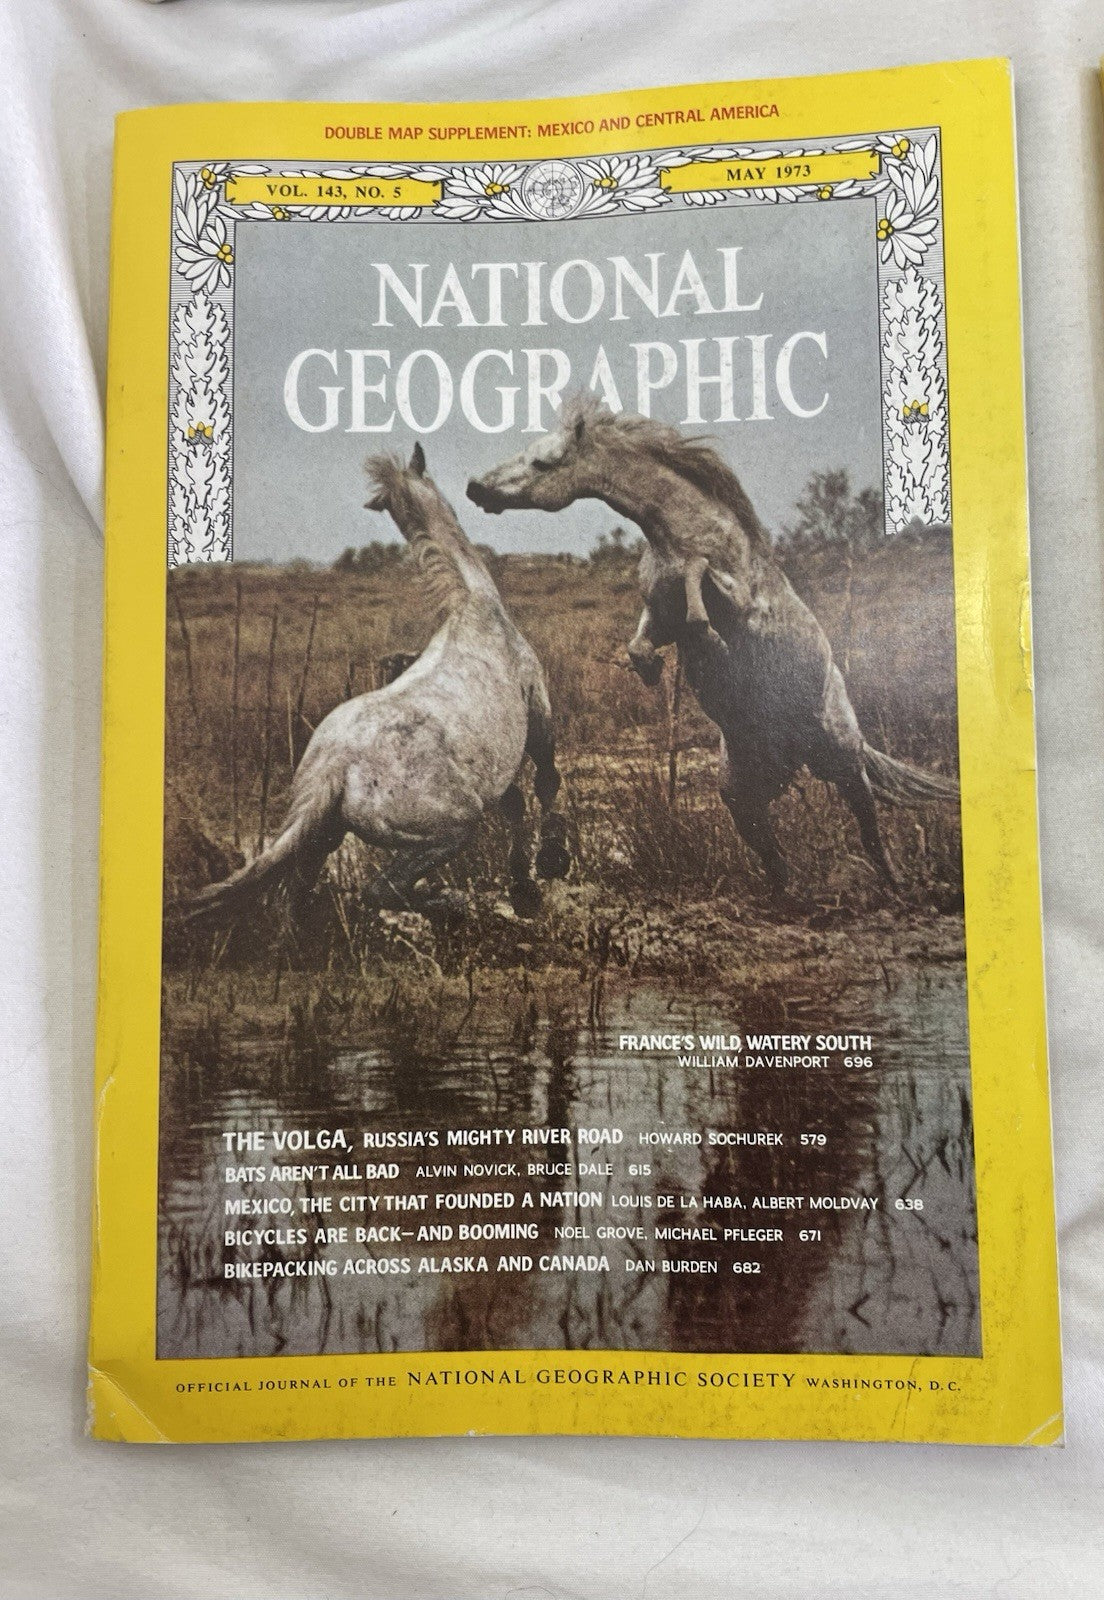 DOUBLE MAP SUPPLEMENT: MEXICO AND CENTRAL AMERICA
VOL. 143, NO. 5
MAY 1973
NATIONAL
GEOGRAPHIC
FRANCE'S WILD, WATERY SOUTH
WILLIAM DAVENPORT 696
THE VOLGA, RUSSIA'S MIGHTY RIVER ROAD HOWARD SOCHUREK 579
BATS AREN'T ALL BAD ALVIN NOVICK, BRUCE DALE 615
MEXICO, THE CITY THAT FOUNDED A NATION LOUIS DE LA HABA, ALBERT MOLDVAY 638
BICYCLES ARE BACK—AND BOOMING NOEL GROVE, MICHAEL PFLEGER 671
BIKEPACKING ACROSS ALASKA AND CANADA DAN BURDEN 682
OFFICIAL JOURNAL OF THE NATIONAL GEOGRAPHIC SOCIETY WASHINGTON, D.C.